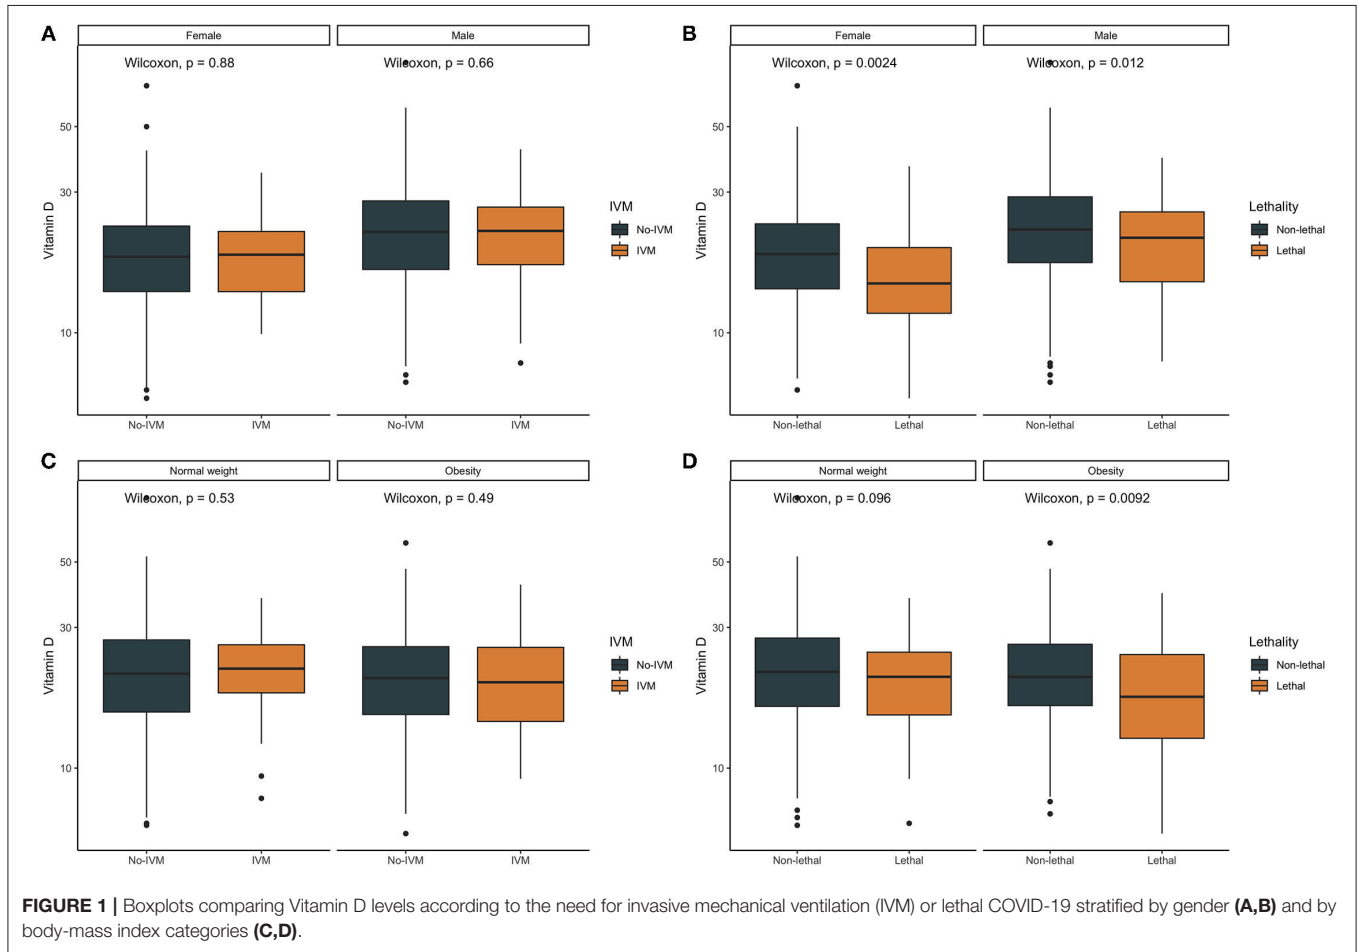 A
Female
Male
Wilcoxon, p = 0.88
Wilcoxon, p = 0.66
50
30
10
Vitamin D
No-IVM
IVM
No-IVM
IVM
IVM
No-IVM
IVM
B
Female
Male
Wilcoxon, p = 0.0024
Wilcoxon, p = 0.012
50
30
10
Vitamin D
Non-lethal
Lethal
Non-lethal
Lethal
Lethality
Non-lethal
Lethal
C
Normal weight
Obesity
Wilcoxon, p = 0.53
Wilcoxon, p = 0.49
50
30
10
Vitamin D
No-IVM
IVM
No-IVM
IVM
IVM
No-IVM
IVM
D
Normal weight
Obesity
Wilcoxon, p = 0.096
Wilcoxon, p = 0.0092
50
30
10
Vitamin D
Non-lethal
Lethal
Non-lethal
Lethal
Lethality
Non-lethal
Lethal
FIGURE 1 | Boxplots comparing Vitamin D levels according to the need for invasive mechanical ventilation (IVM) or lethal COVID-19 stratified by gender (A,B) and by
body-mass index categories (C,D).